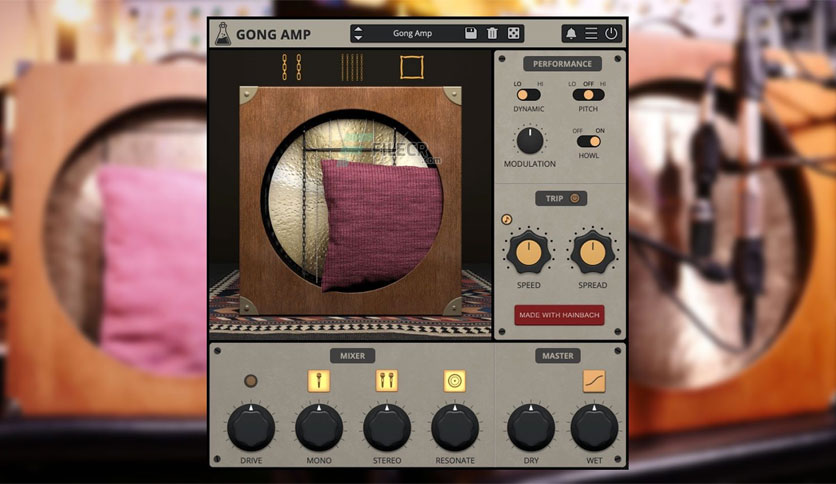 GONG AMP
Gong Amp
PERFORMANCE
LO HI
DYNAMIC
LO OFF HI
PITCH
MODULATION
OFF ON
HOWL
TRIP
SPEED
SPREAD
MADE WITH HAINBACH
MIXER
MASTER
DRIVE
MONO
STEREO
RESONATE
DRY
WET